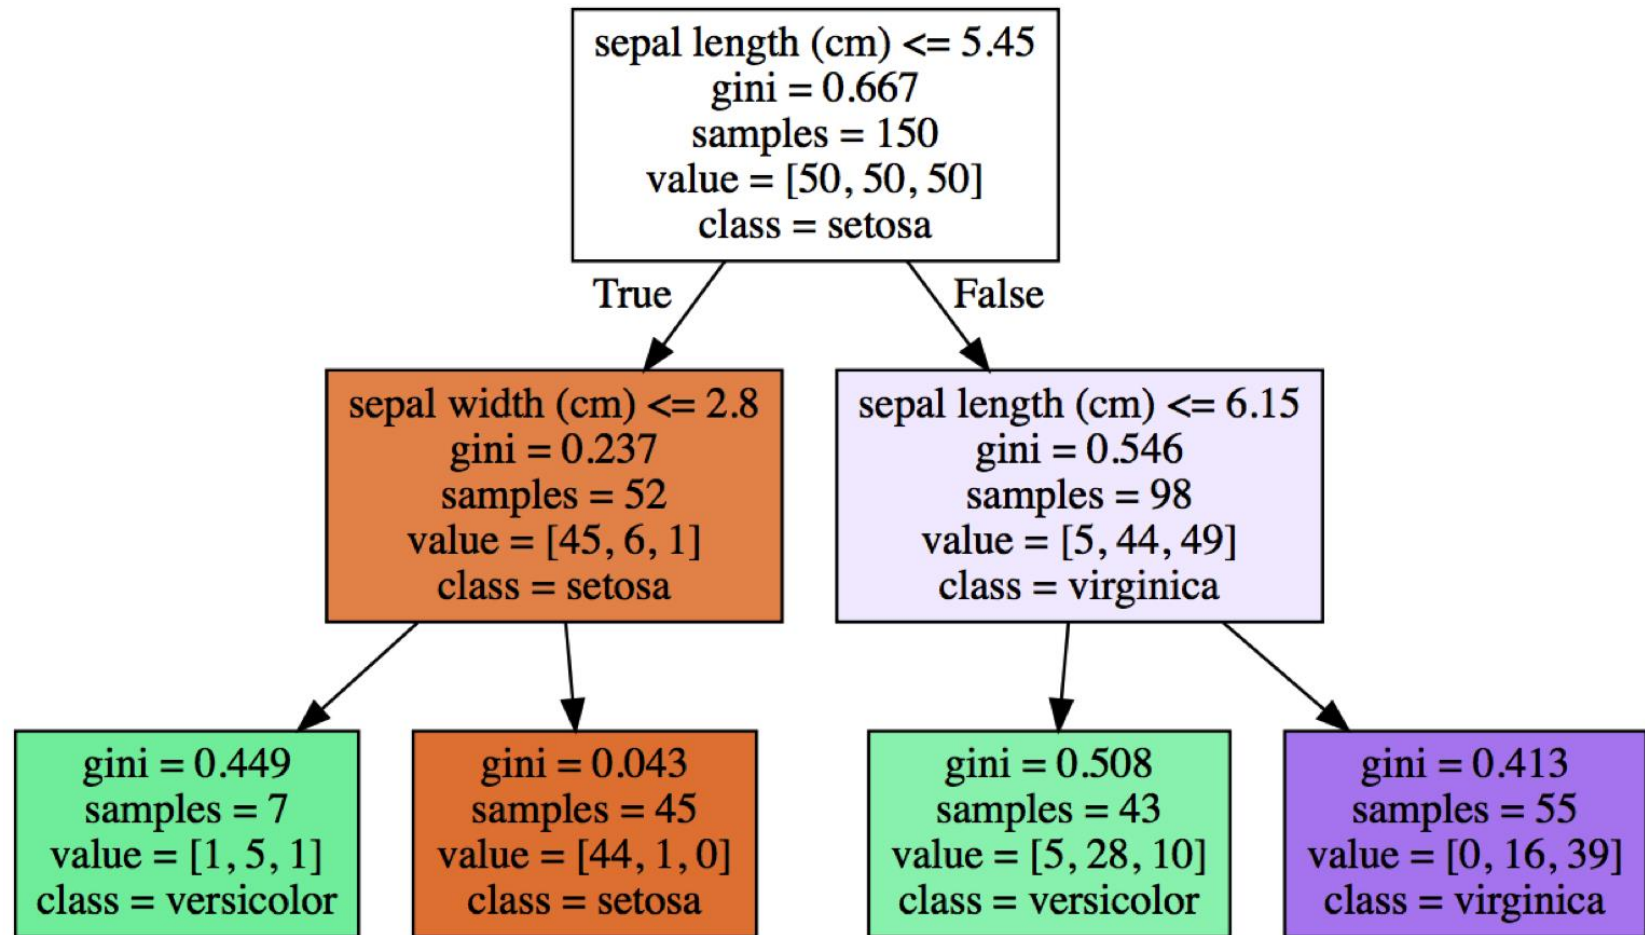 sepal length (cm) <= 5.45
gini = 0.667
samples = 150
value = [50, 50, 50]
class = setosa
True
False
sepal width (cm) <= 2.8
gini = 0.237
samples = 52
value = [45, 6, 1]
class = setosa
sepal length (cm) <= 6.15
gini = 0.546
samples = 98
value = [5, 44, 49]
class = virginica
gini = 0.449
samples = 7
value = [1, 5, 1]
class = versicolor
gini = 0.043
samples = 45
value = [44, 1, 0]
class = setosa
gini = 0.508
samples = 43
value = [5, 28, 10]
class = versicolor
gini = 0.413
samples = 55
value = [0, 16, 39]
class = virginica